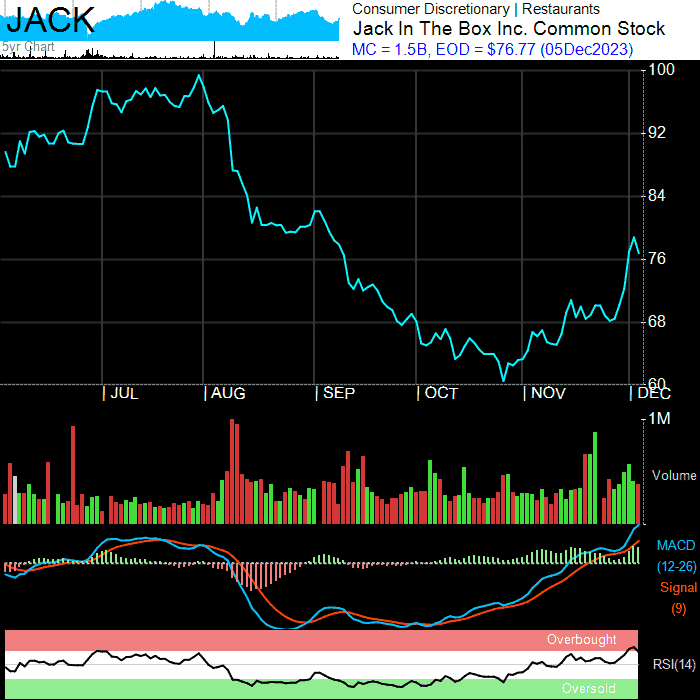 JACK
5yr Chart
Consumer Discretionary | Restaurants
Jack In The Box Inc. Common Stock
MC = 1.5B, EOD = $76.77 (05Dec2023)
100
92
84
76
68
60
| JUL | AUG | SEP | OCT | NOV | DEC
1M
Volume
MACD
(12-26)
Signal
(9)
Overbought
RSI(14)
Oversold